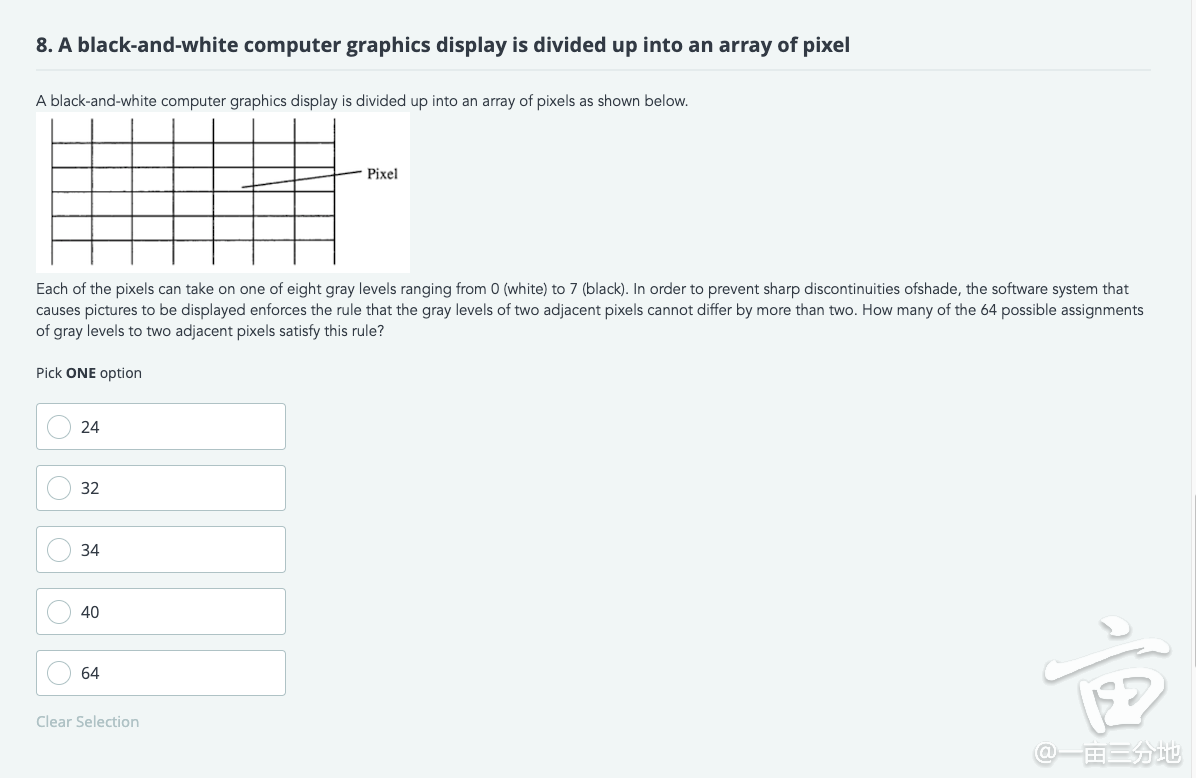 8. A black-and-white computer graphics display is divided up into an array of pixel
A black-and-white computer graphics display is divided up into an array of pixels as shown below.
Pixel
Each of the pixels can take on one of eight gray levels ranging from 0 (white) to 7 (black). In order to prevent sharp discontinuities ofshade, the software system that
causes pictures to be displayed enforces the rule that the gray levels of two adjacent pixels cannot differ by more than two. How many of the 64 possible assignments
of gray levels to two adjacent pixels satisfy this rule?
Pick ONE option
24
32
34
40
64
Clear Selection
亩
@一亩三分地